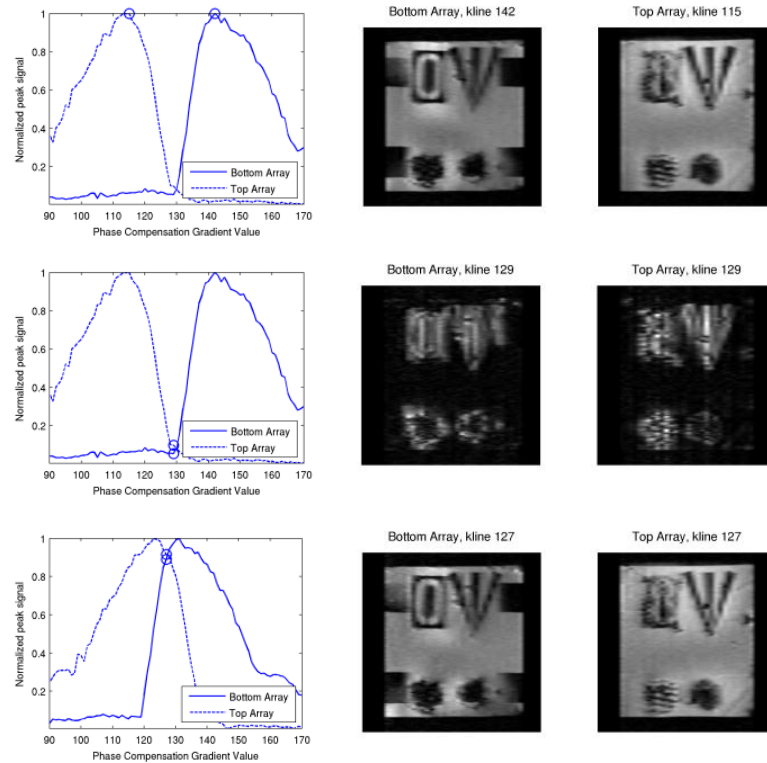 Bottom Array, kline 142
Top Array, kline 115
Normalized peak signal
1
0.8
0.6
0.4
0.2
Bottom Array
Top Array
90 100 110 120 130 140 150 160 170
Phase Compensation Gradient Value
Bottom Array, kline 129
Top Array, kline 129
Normalized peak signal
1
0.8
0.6
0.4
0.2
Bottom Array
Top Array
90 100 110 120 130 140 150 160 170
Phase Compensation Gradient Value
Bottom Array, kline 127
Top Array, kline 127
Normalized peak signal
1
0.8
0.6
0.4
0.2
Bottom Array
Top Array
90 100 110 120 130 140 150 160 170
Phase Compensation Gradient Value